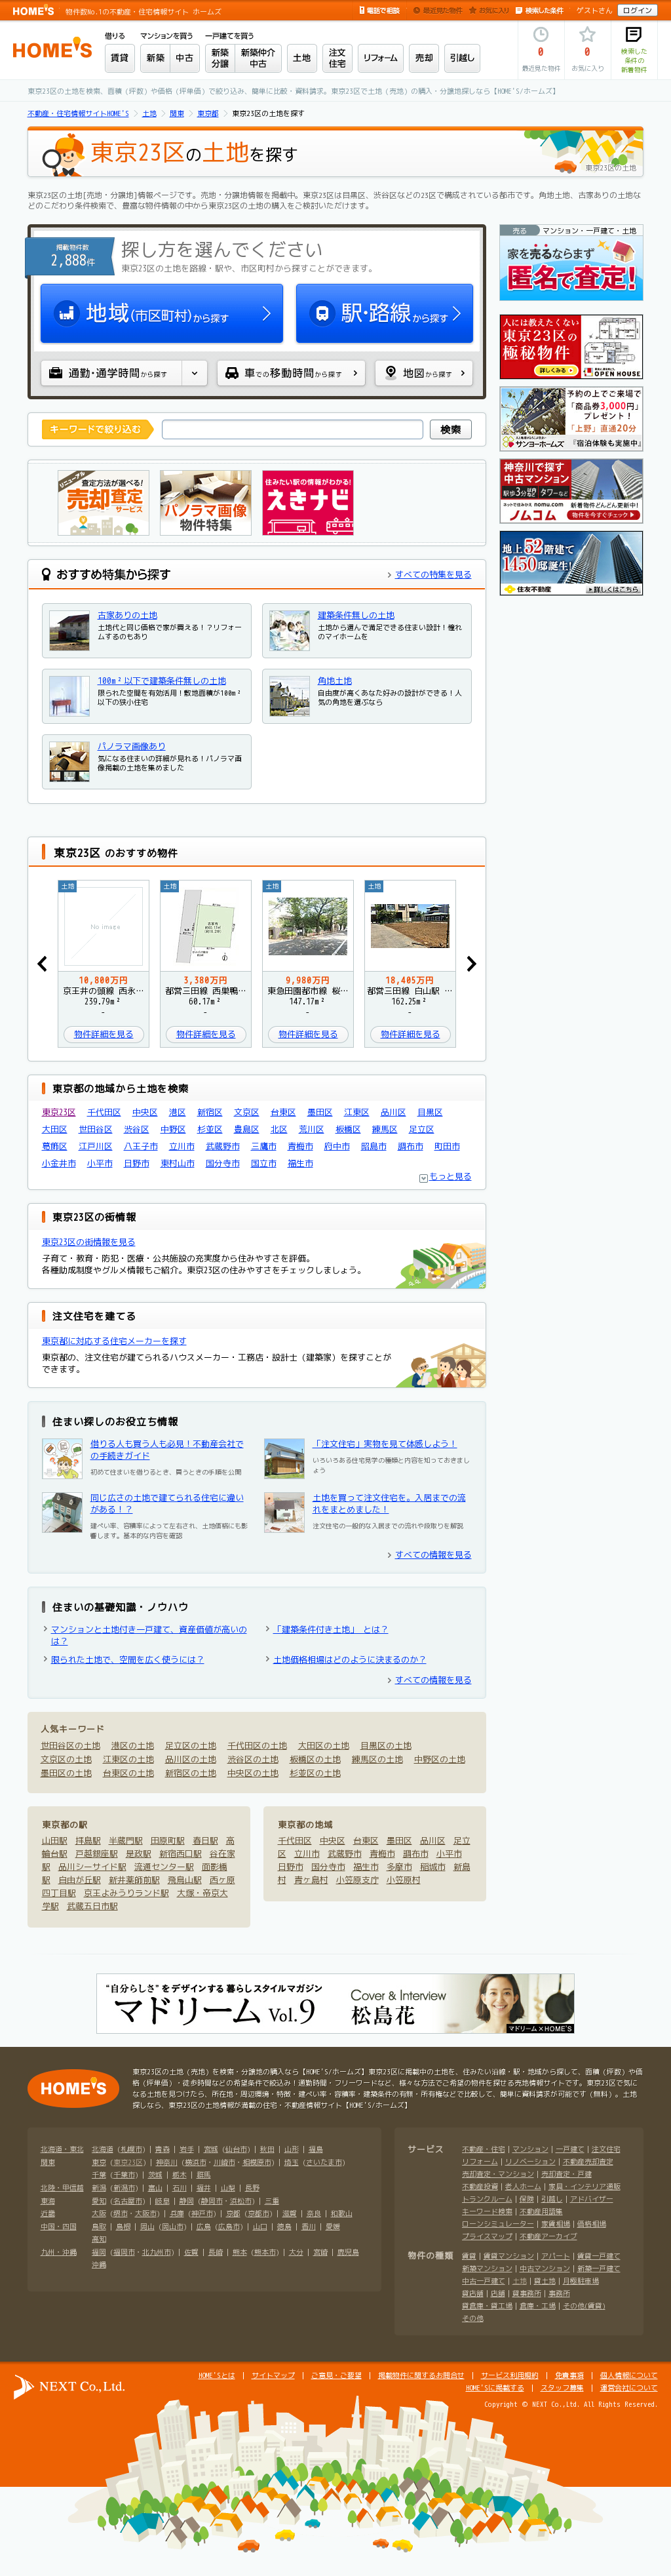 HOME'S 物件数No.1の不動産・住宅情報サイト ホームズ
電話で相談 最近見た物件 お気に入り 検索した条件 ゲストさん ログイン
HOME'S
借りる マンションを買う 一戸建てを買う
賃貸 新築 中古 新築分譲 新築仲介中古 土地 注文住宅 リフォーム 売却 引越し
0 最近見た物件
0 お気に入り
検索した条件の新着物件
東京23区の土地を検索、面積（坪数）や価格（坪単価）で絞り込み、簡単に比較・資料請求。東京23区で土地（売地）の購入・分譲地探しなら【HOME'S/ホームズ】
不動産・住宅情報サイトHOME'S > 土地 > 関東 > 東京都 > 東京23区の土地を探す
東京23区の土地を探す
東京23区の土地
東京23区の土地[売地・分譲地]情報ページです。売地・分譲地情報を掲載中。東京23区は目黒区、渋谷区などの23区で構成されている都市です。角地土地、古家ありの土地などのこだわり条件検索で、豊富な物件情報の中から東京23区の土地の購入をご検討いただけます。
掲載物件数
2,888件
探し方を選んでください
東京23区の土地を路線・駅や、市区町村から探すことができます。
地域(市区町村)から探す
駅・路線から探す
通勤・通学時間から探す
車での移動時間から探す
地図から探す
キーワードで絞り込む 検索
リニューアル 査定方法が選べる! 売却査定サービス
パノラマ画像物件特集
住みたい駅の情報がわかる! えきナビ
おすすめ特集から探す すべての特集を見る
古家ありの土地
土地代と同じ価格で家が買える！？リフォームするのもあり
建築条件無しの土地
土地から選んで満足できる住まい設計！憧れのマイホームを
100m²以下で建築条件無しの土地
限られた空間を有効活用！敷地面積が100m²以下の狭小住宅
角地土地
自由度が高くあなた好みの設計ができる！人気の角地を選ぶなら
パノラマ画像あり
気になる住まいの詳細が見れる！パノラマ画像掲載の土地を集めました
売る マンション・一戸建て・土地
家を売るならまず匿名で査定!
人には教えたくない 東京23区の極秘物件 詳しくみる OPEN HOUSE
予約の上でご来場で「商品券3,000円」プレゼント！「上野」直通20分 サンヨーホームズ 『宿泊体験も実施中』
神奈川で探す中古マンション 駅歩3分以内 タワーなど ネットで住みかえ ノムコム 新着物件ぞくぞく更新中! 物件を今すぐチェック
地上52階建て1450邸誕生! 住友不動産 詳しくはこちら
東京23区 のおすすめ物件
土地 No Image
10,800万円
京王井の頭線 西永…
239.79m²
-
物件詳細を見る
土地
3,380万円
都営三田線 西巣鴨…
60.17m²
-
物件詳細を見る
土地
9,980万円
東急田園都市線 桜…
147.17m²
-
物件詳細を見る
土地
18,405万円
都営三田線 白山駅 …
162.25m²
-
物件詳細を見る
東京都の地域から土地を検索
東京23区 千代田区 中央区 港区 新宿区 文京区 台東区 墨田区 江東区 品川区 目黒区
大田区 世田谷区 渋谷区 中野区 杉並区 豊島区 北区 荒川区 板橋区 練馬区 足立区
葛飾区 江戸川区 八王子市 立川市 武蔵野市 三鷹市 青梅市 府中市 昭島市 調布市 町田市
小金井市 小平市 日野市 東村山市 国分寺市 国立市 福生市
もっと見る
東京23区の街情報
東京23区の街情報を見る
子育て・教育・防犯・医療・公共施設の充実度から住みやすさを評価。
各種助成制度やグルメ情報もご紹介。東京23区の住みやすさをチェックしましょう。
注文住宅を建てる
東京都に対応する住宅メーカーを探す
東京都の、注文住宅が建てられるハウスメーカー・工務店・設計士（建築家）を探すことができます。
住まい探しのお役立ち情報
借りる人も買う人も必見！不動産会社での手続きガイド
初めて住まいを借りるとき、買うときの手順を公開
「注文住宅」実物を見て体感しよう！
いろいろある住宅見学の種類と内容を知っておきましょう
同じ広さの土地で建てられる住宅に違いがある！？
建ぺい率、容積率によって左右され、土地価格にも影響します。基本的な内容を確認
土地を買って注文住宅を。入居までの流れをまとめました！
注文住宅の一般的な入居までの流れや段取りを解説
すべての情報を見る
住まいの基礎知識・ノウハウ
マンションと土地付き一戸建て、資産価値が高いのは？
「建築条件付き土地」 とは？
限られた土地で、空間を広く使うには？
土地価格相場はどのように決まるのか？
すべての情報を見る
人気キーワード
世田谷区の土地 港区の土地 足立区の土地 千代田区の土地 大田区の土地 目黒区の土地
文京区の土地 江東区の土地 品川区の土地 渋谷区の土地 板橋区の土地 練馬区の土地 中野区の土地
墨田区の土地 台東区の土地 新宿区の土地 中央区の土地 杉並区の土地
東京都の駅
山田駅 拝島駅 半蔵門駅 田原町駅 春日駅 高輪台駅 戸越銀座駅 是政駅 新宿西口駅 谷在家駅 品川シーサイド駅 流通センター駅 面影橋駅 自由が丘駅 新井薬師前駅 飛鳥山駅 西ヶ原四丁目駅 京王よみうりランド駅 大塚・帝京大学駅 武蔵五日市駅
東京都の地域
千代田区 中央区 台東区 墨田区 品川区 足立区 立川市 武蔵野市 青梅市 調布市 小平市 日野市 国分寺市 福生市 多摩市 稲城市 新島村 青ヶ島村 小笠原支庁 小笠原村
"自分らしさ"をデザインする暮らしスタイルマガジン
マドリーム Vol.9
Cover & Interview
松島花
マドリーム×HOME'S
HOME'S
東京23区の土地（売地）を検索・分譲地の購入なら【HOME'S/ホームズ】東京23区に掲載中の土地を、住みたい沿線・駅・地域から探して、面積（坪数）や価格（坪単価）・徒歩時間などの希望条件で絞込み！通勤時間・フリーワードなど、様々な方法でご希望の物件を探せる売地情報サイトです。東京23区で気になる土地を見つけたら、所在地・周辺環境・特徴・建ぺい率・容積率・建築条件の有無・所有権などで比較して、簡単に資料請求が可能です（無料）。土地探しなら、東京23区の土地情報が満載の住宅・不動産情報サイト【HOME'S/ホームズ】
北海道・東北 北海道（札幌市）｜青森｜岩手｜宮城（仙台市）｜秋田｜山形｜福島
関東 東京（東京23区）｜神奈川（横浜市・川崎市・相模原市）｜埼玉（さいたま市）
千葉（千葉市）｜茨城｜栃木｜群馬
北陸・甲信越 新潟（新潟市）｜富山｜石川｜福井｜山梨｜長野
東海 愛知（名古屋市）｜岐阜｜静岡（静岡市・浜松市）｜三重
近畿 大阪（堺市・大阪市）｜兵庫（神戸市）｜京都（京都市）｜滋賀｜奈良｜和歌山
中国・四国 鳥取｜島根｜岡山（岡山市）｜広島（広島市）｜山口｜徳島｜香川｜愛媛
高知
九州・沖縄 福岡（福岡市・北九州市）｜佐賀｜長崎｜熊本（熊本市）｜大分｜宮崎｜鹿児島
沖縄
サービス 不動産・住宅｜マンション｜一戸建て｜注文住宅
リフォーム｜リノベーション｜不動産売却査定
売却査定・マンション｜売却査定・戸建
不動産投資｜老人ホーム｜家具・インテリア通販
トランクルーム｜保険｜引越し｜アドバイザー
キーワード検索｜不動産用語集
ローンシミュレーター｜家賃相場｜価格相場
プライスマップ｜不動産アーカイブ
物件の種類 賃貸｜賃貸マンション｜アパート｜賃貸一戸建て
新築マンション｜中古マンション｜新築一戸建て
中古一戸建て｜土地｜貸土地｜月極駐車場
貸店舗｜店舗｜貸事務所｜事務所
貸倉庫・貸工場｜倉庫・工場｜その他(賃貸)
その他
NEXT Co.,Ltd.
HOME'Sとは ｜ サイトマップ ｜ ご意見・ご要望 ｜ 掲載物件に関するお問合せ ｜ サービス利用規約 ｜ 免責事項 ｜ 個人情報について
HOME'Sに掲載する ｜ スタッフ募集 ｜ 運営会社について
Copyright © NEXT Co.,Ltd. All Rights Reserved.